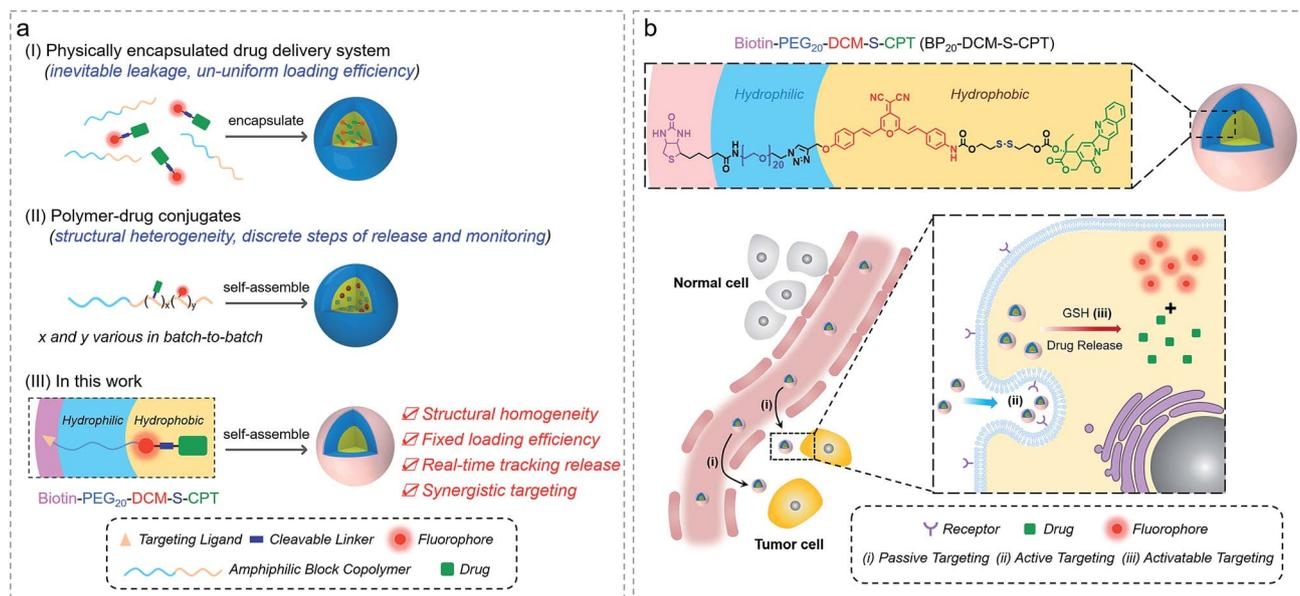 a
(I) Physically encapsulated drug delivery system
(inevitable leakage, un-uniform loading efficiency)
encapsulate
(II) Polymer-drug conjugates
(structural heterogeneity, discrete steps of release and monitoring)
( )x( )y
self-assemble
x and y various in batch-to-batch
(III) In this work
Hydrophilic Hydrophobic
self-assemble
Structural homogeneity
Fixed loading efficiency
Real-time tracking release
Synergistic targeting
Biotin-PEG20-DCM-S-CPT
Targeting Ligand Cleavable Linker Fluorophore
Amphiphilic Block Copolymer Drug
b
Biotin-PEG20-DCM-S-CPT (BP20-DCM-S-CPT)
Hydrophilic Hydrophobic
NC CN
O
HN NH
S
O
H
N
O
20
N
N=N
O
O
N
H
O
O
S-S
O
O
O
O
O
N
N
O
Normal cell
(i)
(i)
Tumor cell
GSH (iii)
Drug Release
+
(ii)
Receptor Drug Fluorophore
(i) Passive Targeting (ii) Active Targeting (iii) Activatable Targeting